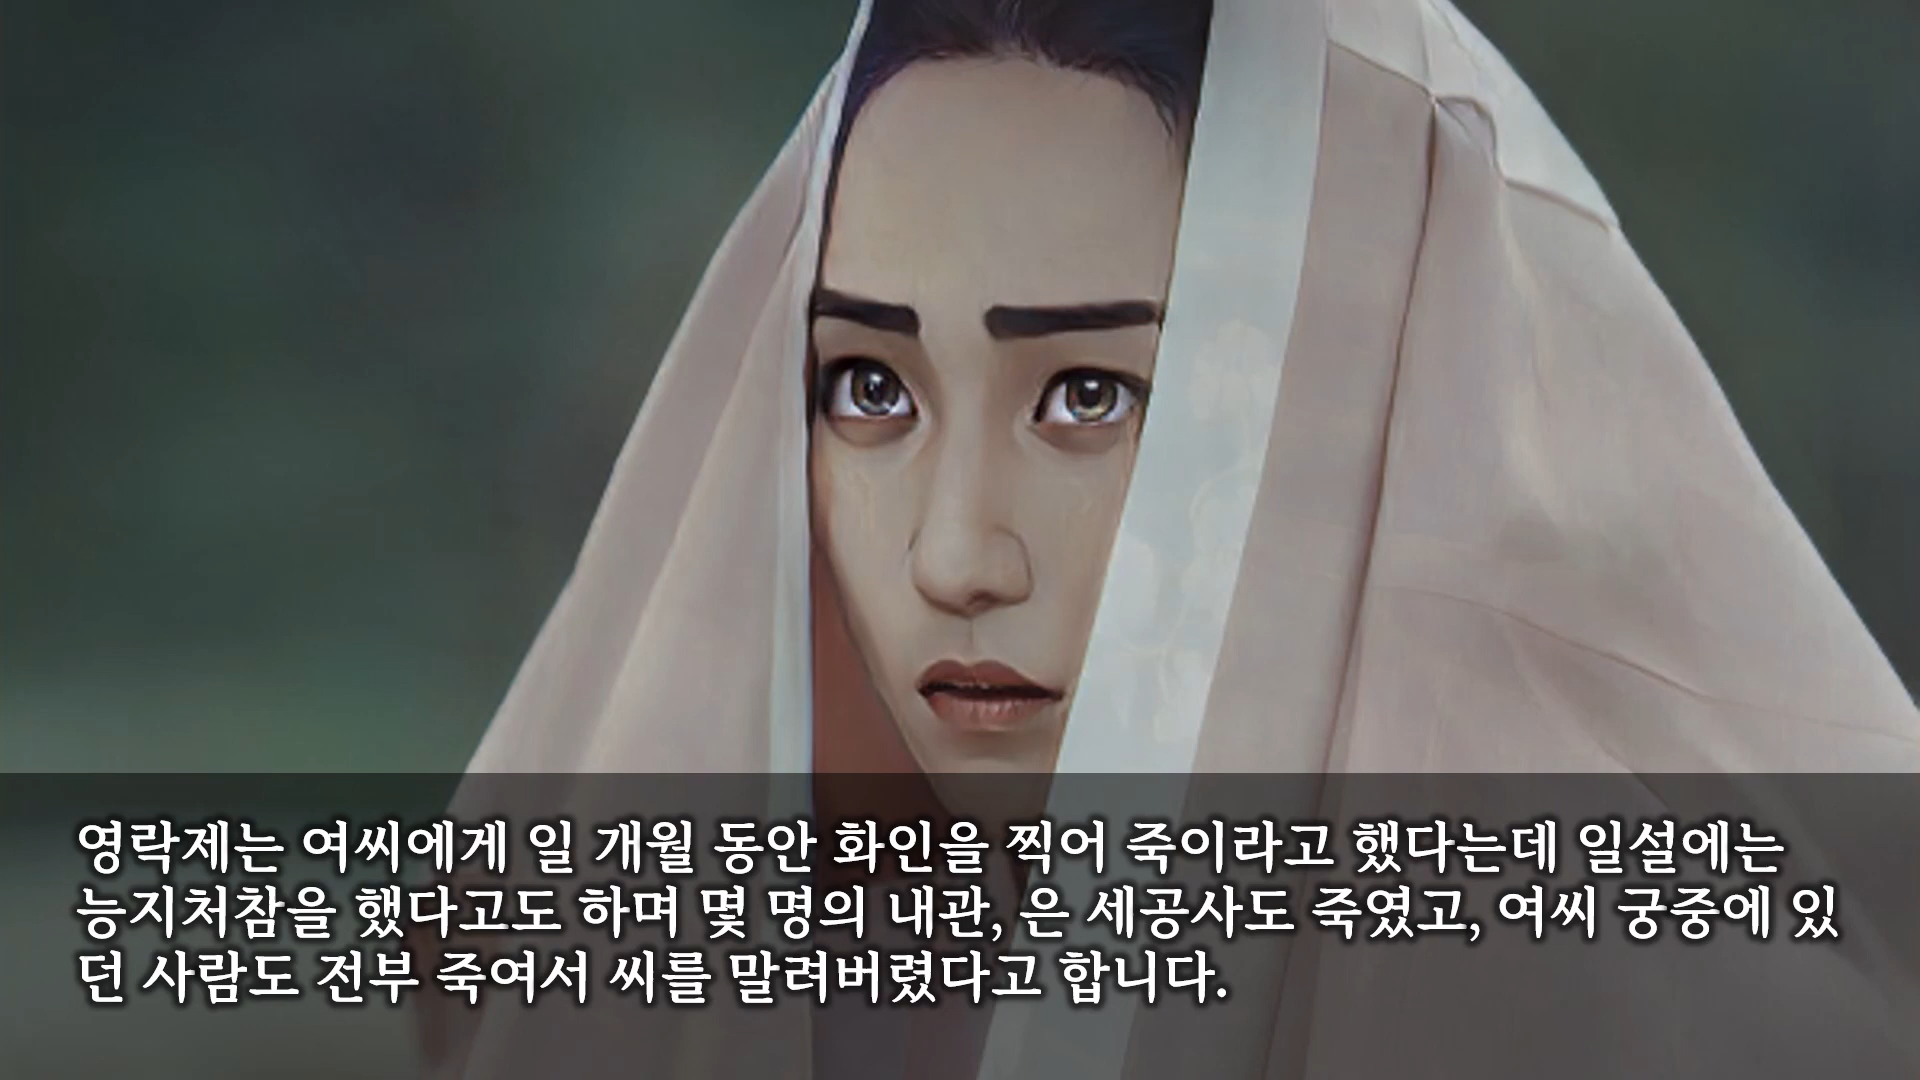 영락제는 여씨에게 일 개월 동안 화인을 찍어 죽이라고 했다는데 일설에는
능지처참을 했다고도 하며 몇 명의 내관, 은 세공사도 죽였고, 여씨 궁중에 있
던 사람도 전부 죽여서 씨를 말려버렸다고 합니다.